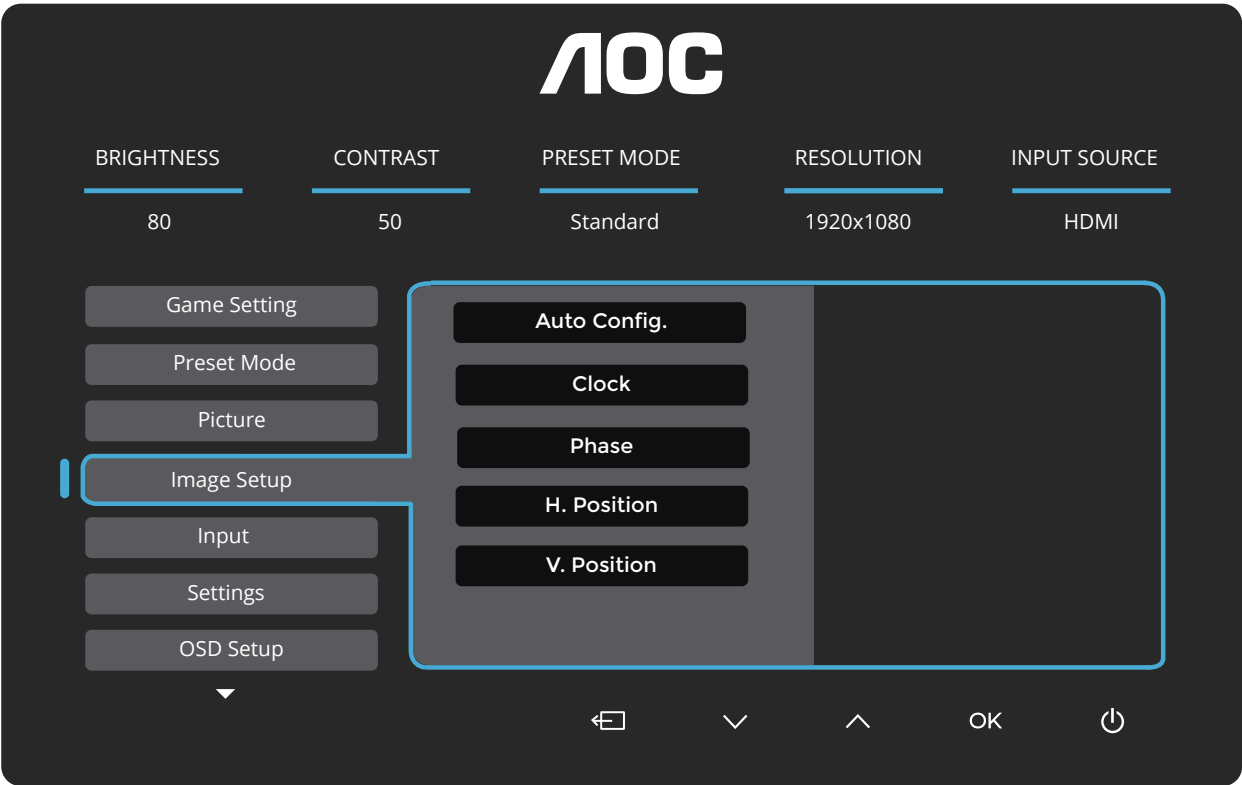 AOC
BRIGHTNESS CONTRAST PRESET MODE RESOLUTION INPUT SOURCE
80 50 Standard 1920x1080 HDMI
Game Setting
Preset Mode
Picture
Image Setup
Input
Settings
OSD Setup
Auto Config.
Clock
Phase
H. Position
V. Position
OK